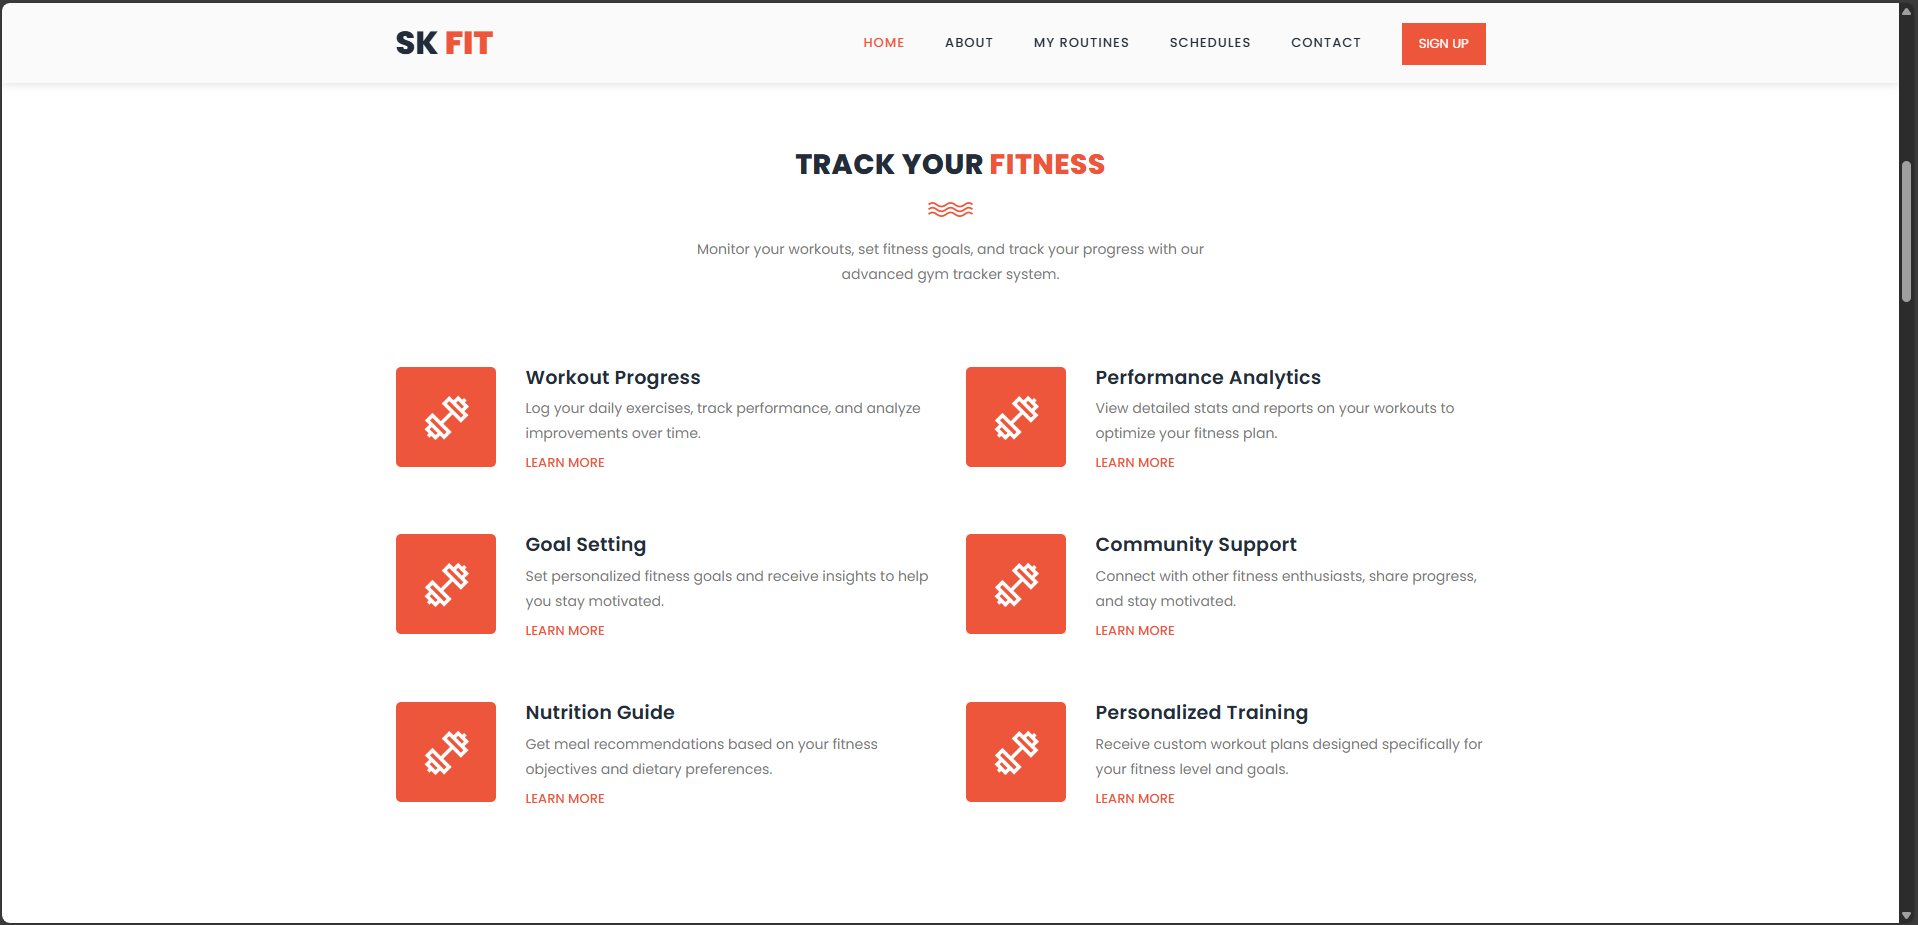 SK FIT
HOME
ABOUT
MY ROUTINES
SCHEDULES
CONTACT
SIGN UP
TRACK YOUR FITNESS
Monitor your workouts, set fitness goals, and track your progress with our
advanced gym tracker system.
Workout Progress
Log your daily exercises, track performance, and analyze
improvements over time.
LEARN MORE
Performance Analytics
View detailed stats and reports on your workouts to
optimize your fitness plan.
LEARN MORE
Goal Setting
Set personalized fitness goals and receive insights to help
you stay motivated.
LEARN MORE
Community Support
Connect with other fitness enthusiasts, share progress,
and stay motivated.
LEARN MORE
Nutrition Guide
Get meal recommendations based on your fitness
objectives and dietary preferences.
LEARN MORE
Personalized Training
Receive custom workout plans designed specifically for
your fitness level and goals.
LEARN MORE